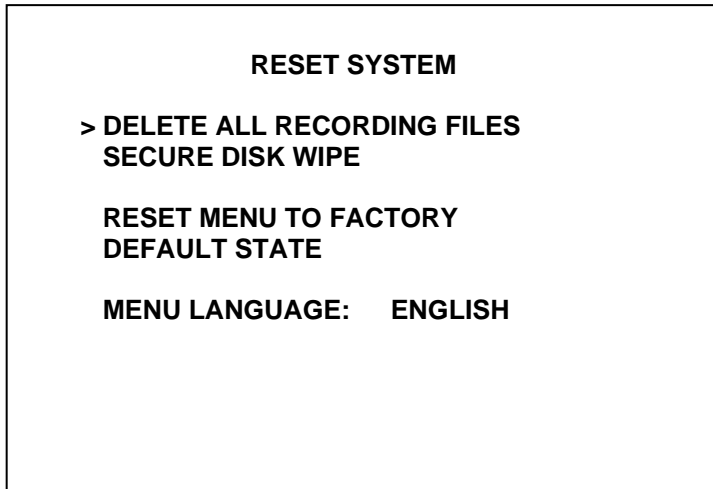 RESET SYSTEM
> DELETE ALL RECORDING FILES
SECURE DISK WIPE
RESET MENU TO FACTORY
DEFAULT STATE
MENU LANGUAGE: ENGLISH